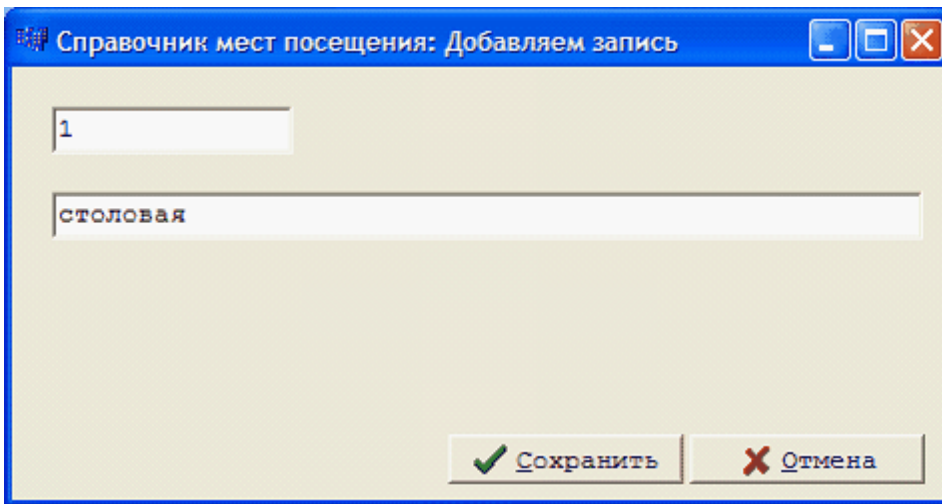 Справочник мест посещения: Добавляем запись
1
столовая
Сохранить Отмена